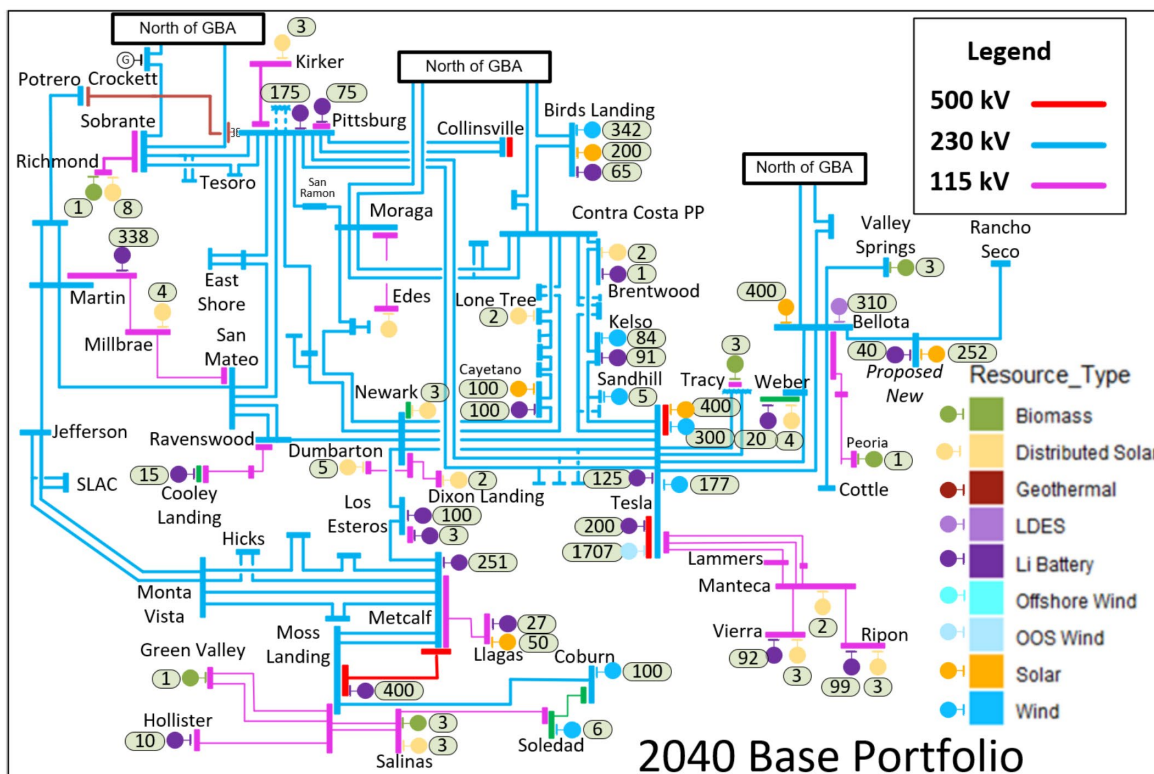 North of GBA
3
G
Potrero Crockett
Kirker
North of GBA
Legend
500 kV
230 kV
115 kV
175
75
Sobrante
Pittsburg
Collinsville
Birds Landing
342
200
65
Richmond
Tesoro
San
Ramon
North of GBA
1
8
Moraga
Contra Costa PP
Valley
Springs
Rancho
Seco
338
2
1
3
East
Shore
Brentwood
400
310
Martin
4
Edes
Lone Tree
2
Kelso
84
91
Bellota
Millbrae
San
Mateo
3
40
252
Proposed
New
Cayetano
100
100
Sandhill
5
Tracy
Weber
Newark
3
400
300
20
4
Resource_Type
Biomass
Distributed Solar
Geothermal
LDES
Li Battery
Offshore Wind
OOS Wind
Solar
Wind
Jefferson
Ravenswood
Dumbarton
5
Peoria
1
15
Cooley
Landing
SLAC
2
Dixon Landing
125
Tesla
177
Cottle
Los
Esteros
100
3
200
1707
Hicks
251
Lammers
Manteca
Monta
Vista
Metcalf
2
Moss
Landing
27
50
Llagas
Vierra
92
3
Ripon
99
3
Green Valley
1
Coburn
100
400
Hollister
10
3
3
Salinas
6
Soledad
2040 Base Portfolio